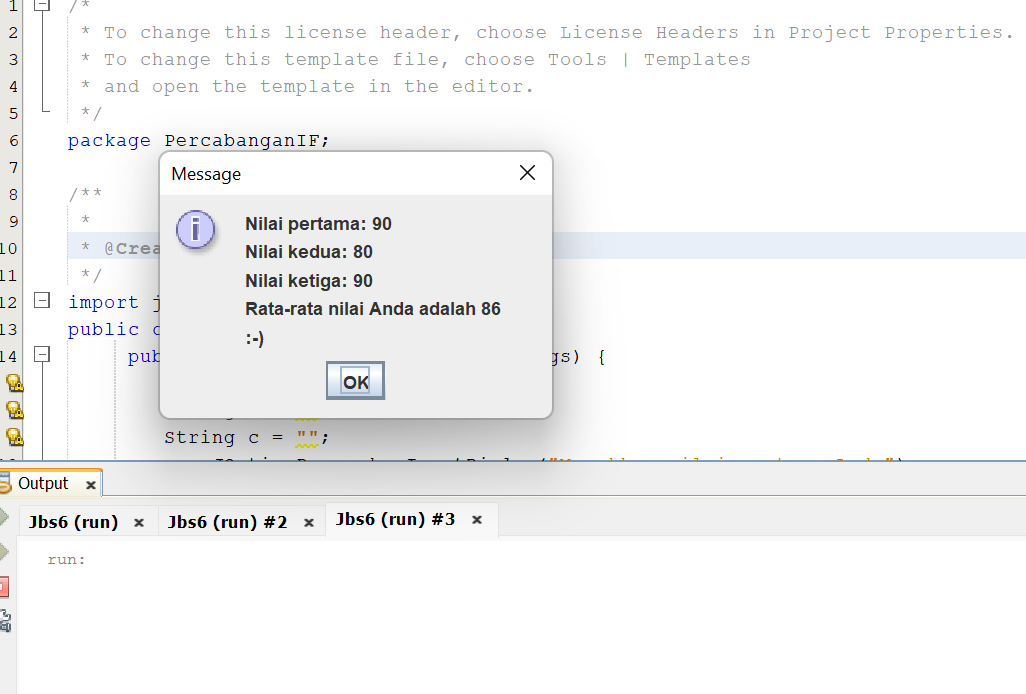 1 /*
2 * To change this license header, choose License Headers in Project Properties.
3 * To change this template file, choose Tools | Templates
4 * and open the template in the editor.
5 */
6 package PercabanganIF;
7
8 /**
9 *
10 * @Crea
11 */
12 import j
13 public c
14 pub gs) {
String c = "";
Message
Nilai pertama: 90
Nilai kedua: 80
Nilai ketiga: 90
Rata-rata nilai Anda adalah 86
:-)
OK
Output
Jbs6 (run) Jbs6 (run) #2 Jbs6 (run) #3
run: